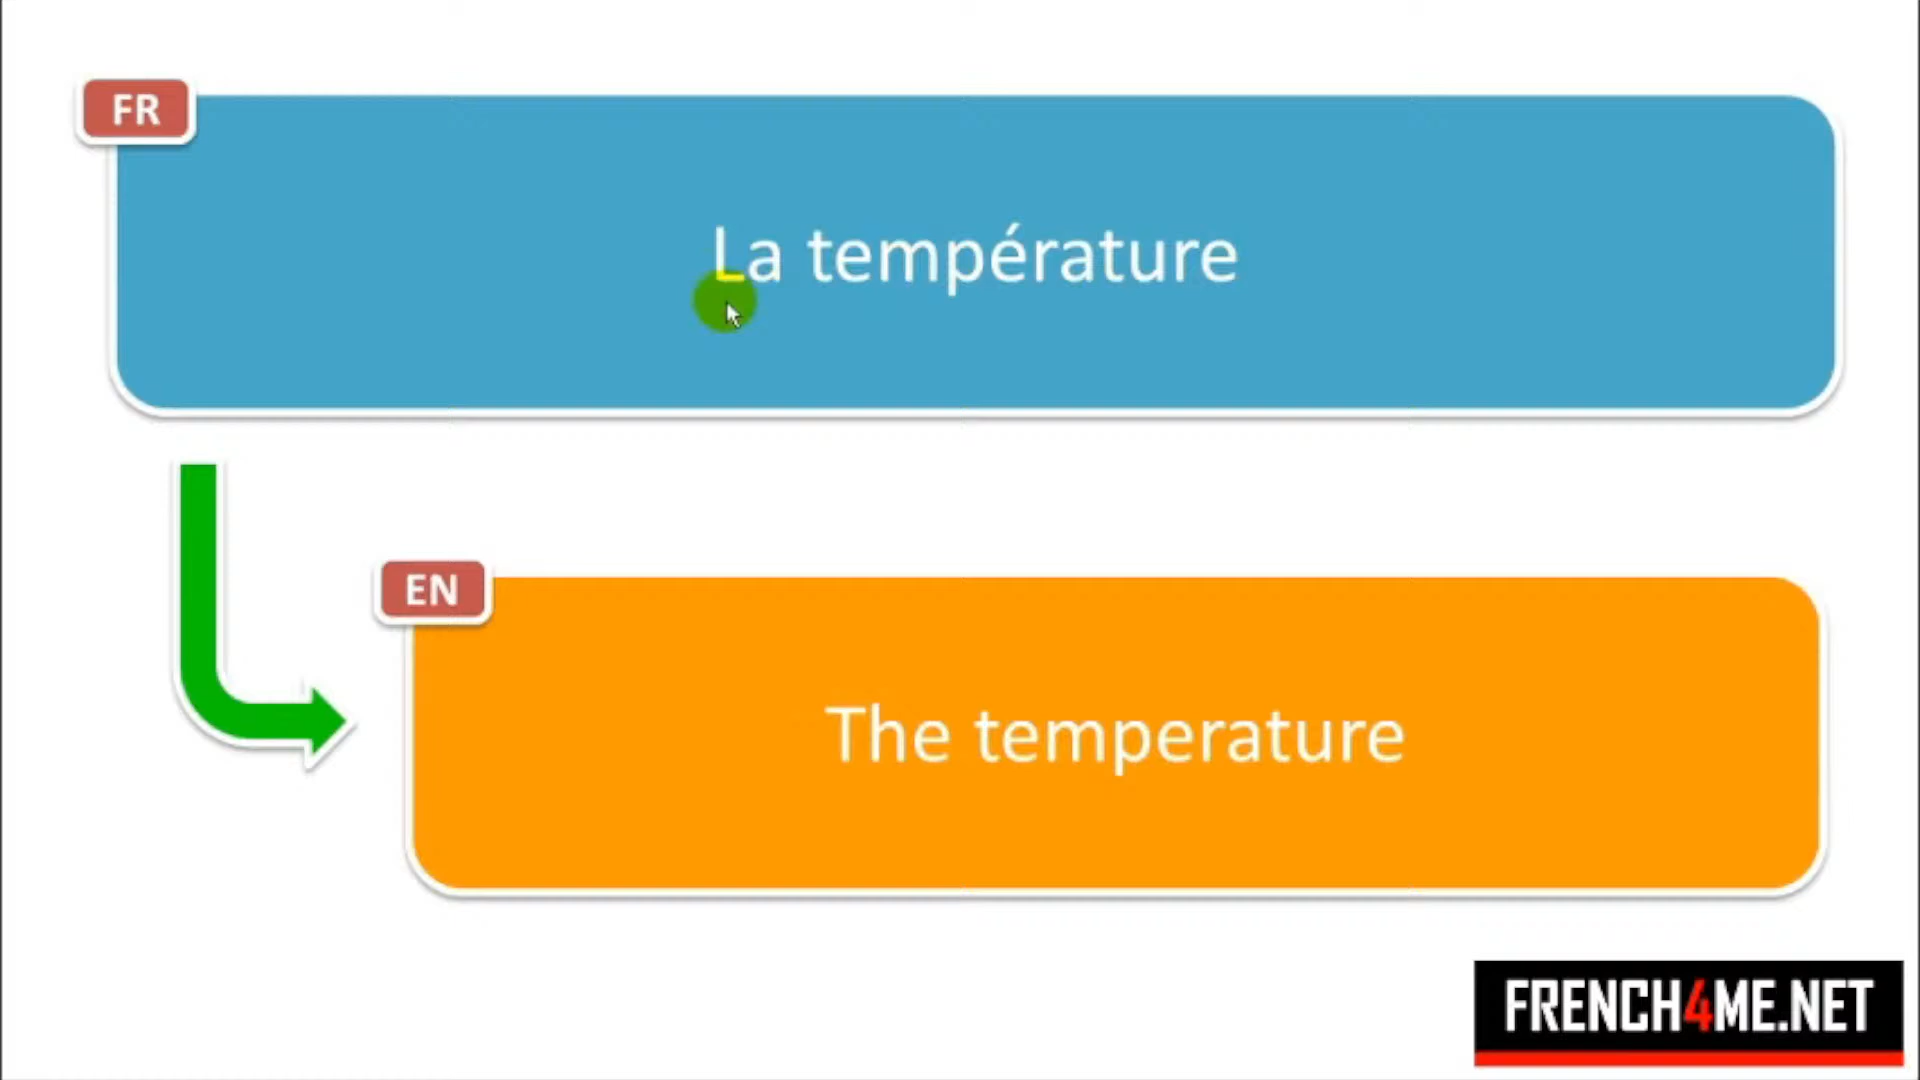 FR
La température
EN
The temperature
FRENCH4ME.NET